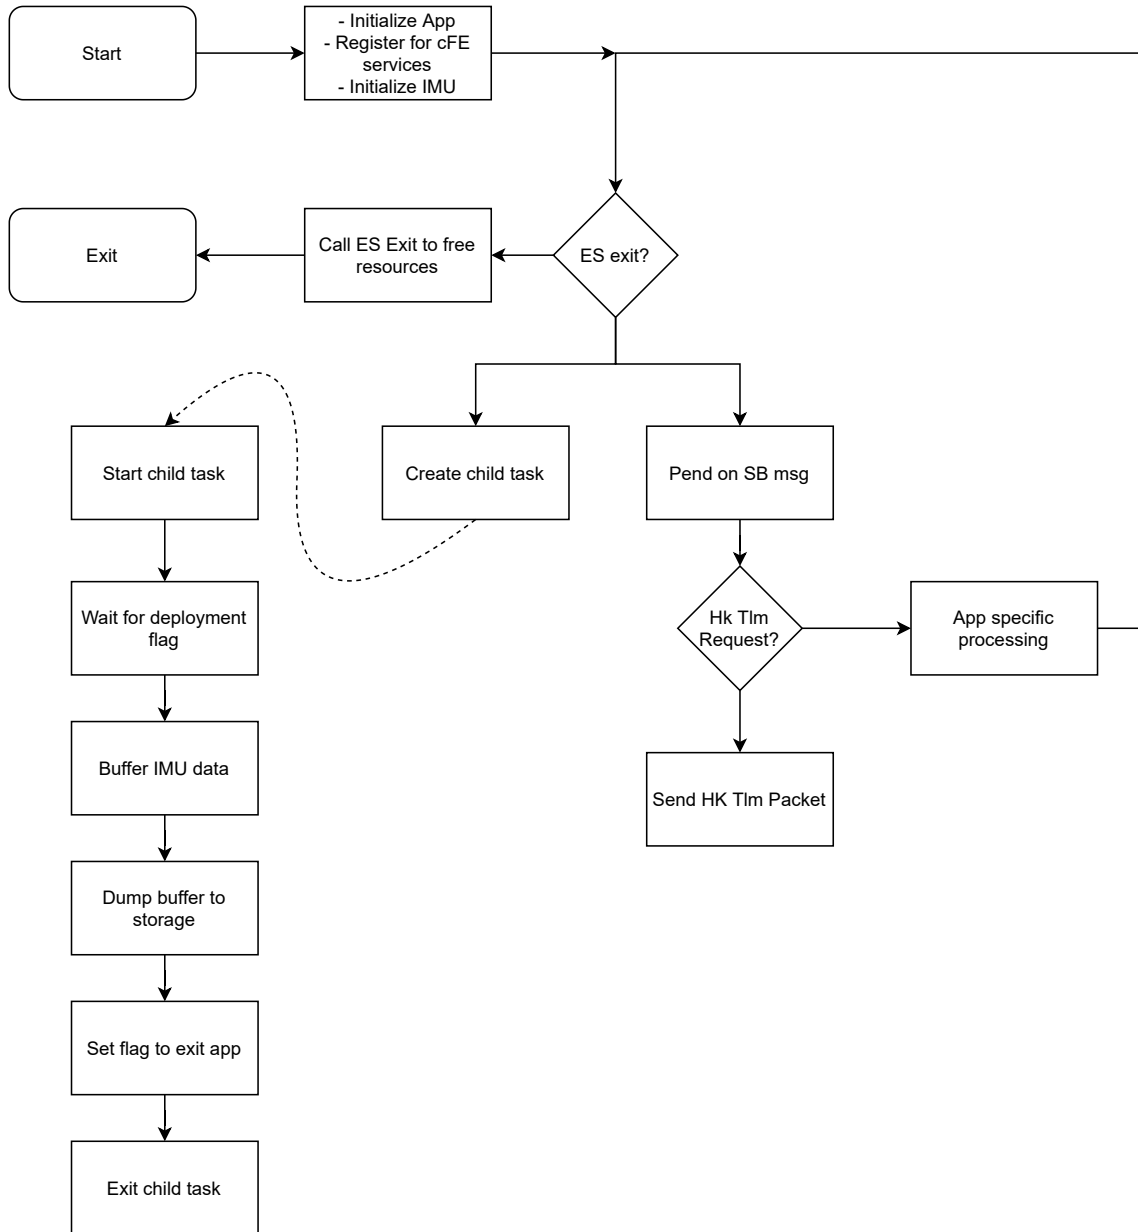 Start
- Initialize App
- Register for cFE
services
- Initialize IMU
Exit
Call ES Exit to free
resources
ES exit?
Start child task
Create child task
Pend on SB msg
Wait for deployment
flag
Hk Tlm
Request?
App specific
processing
Buffer IMU data
Send HK Tlm Packet
Dump buffer to
storage
Set flag to exit app
Exit child task